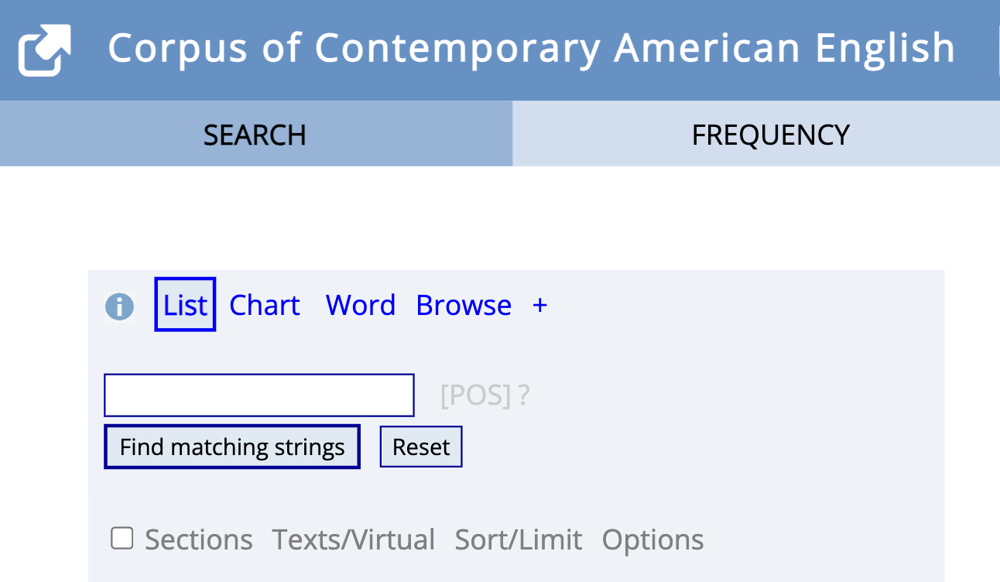 Corpus of Contemporary American English
SEARCH FREQUENCY
List Chart Word Browse +
[POS] ?
Find matching strings Reset
Sections Texts/Virtual Sort/Limit Options